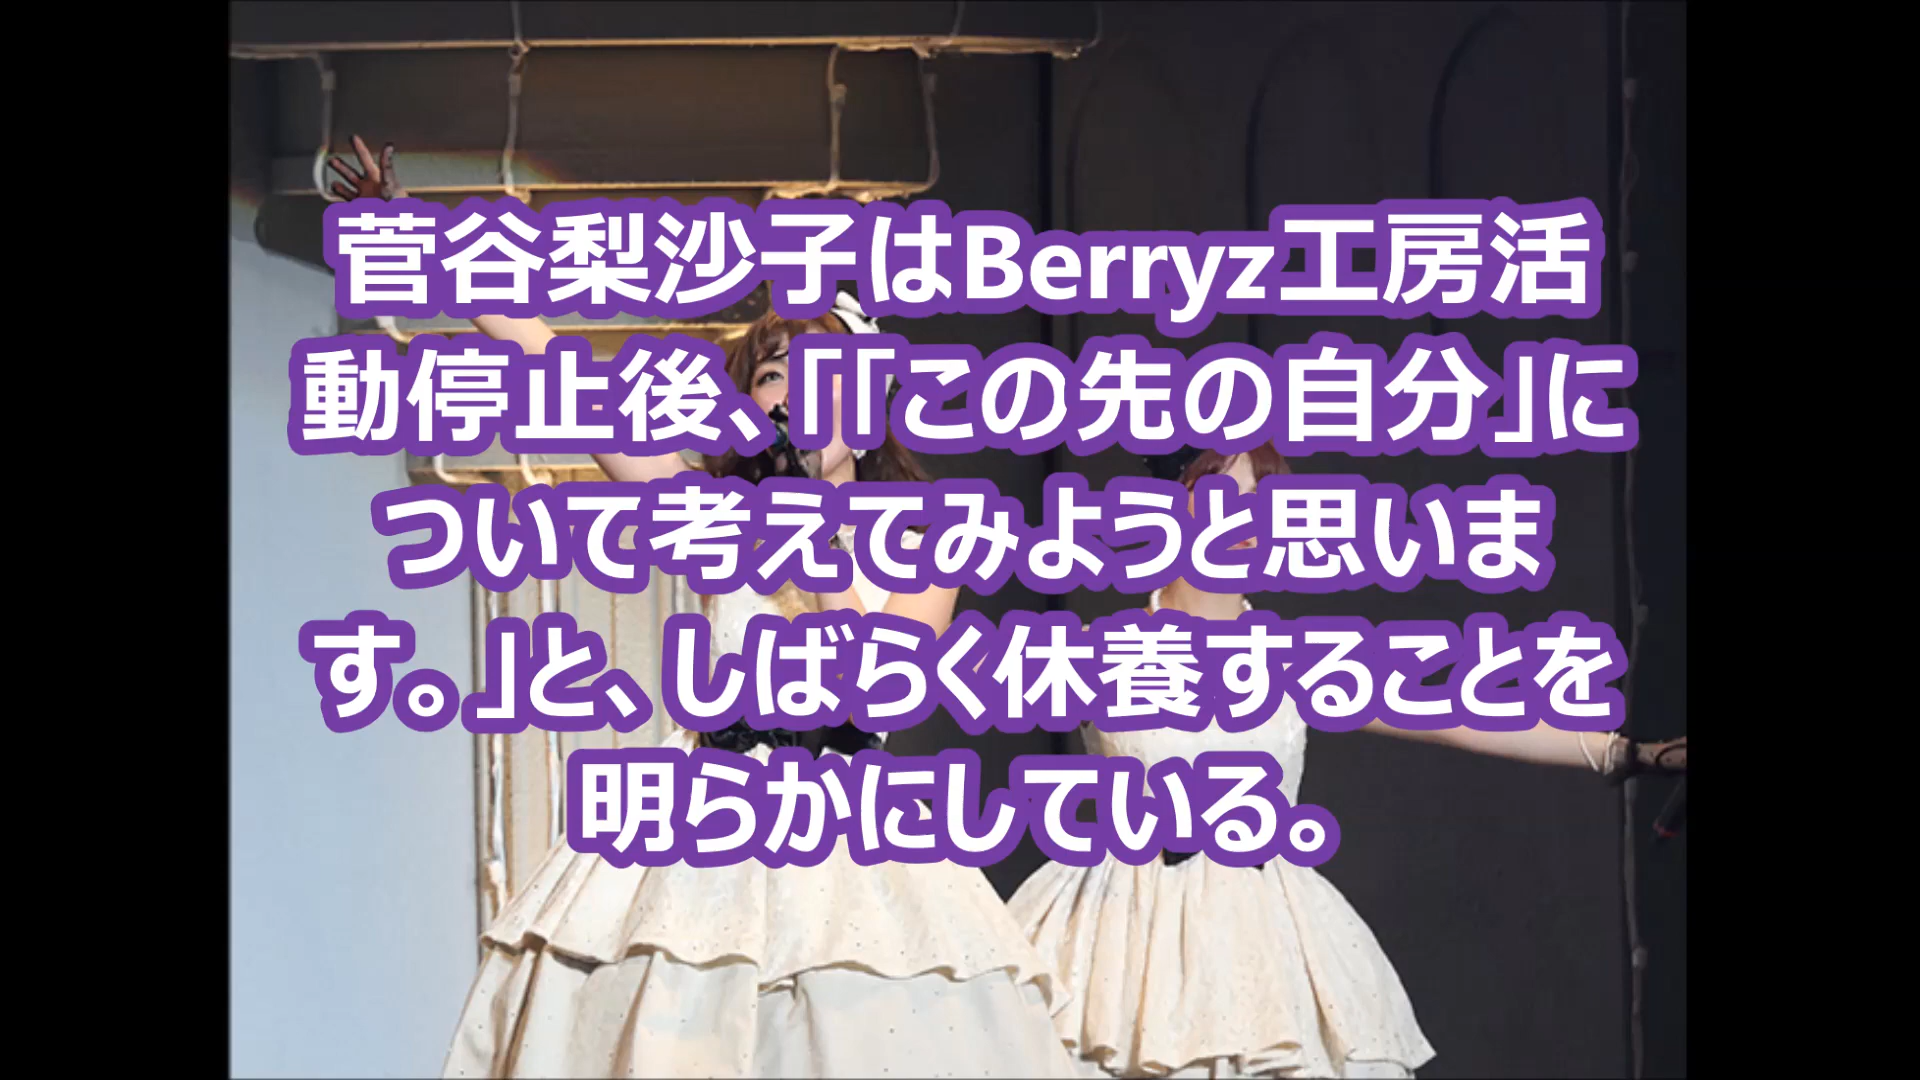 菅谷梨沙子はBerryz工房活
動停止後、「「この先の自分」に
ついて考えてみようと思いま
す。」と、しばらく休養することを
明らかにしている。